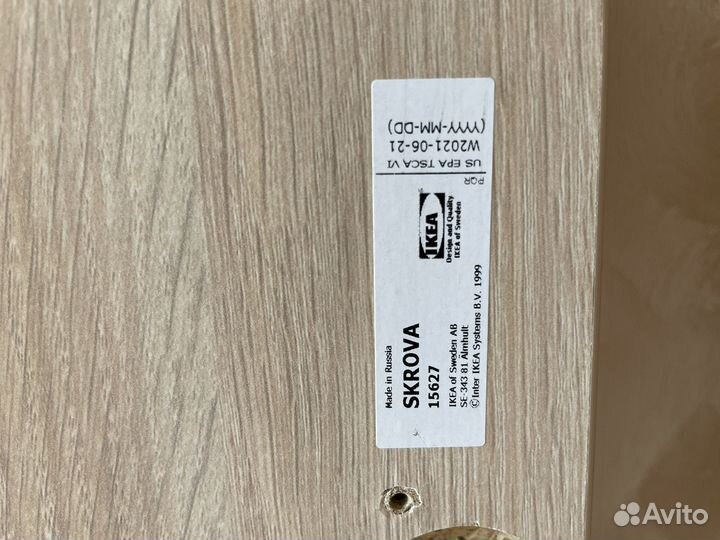 Made in Russia
SKROVA
15627
IKEA of Sweden AB
SE-343 81 Älmhult
©Inter IKEA Systems B.V. 1999
IKEA®
Design and Quality
IKEA of Sweden
PQR
US EPA TSCA VI
W2021-06-21
(YYYY-MM-DD)
Avito